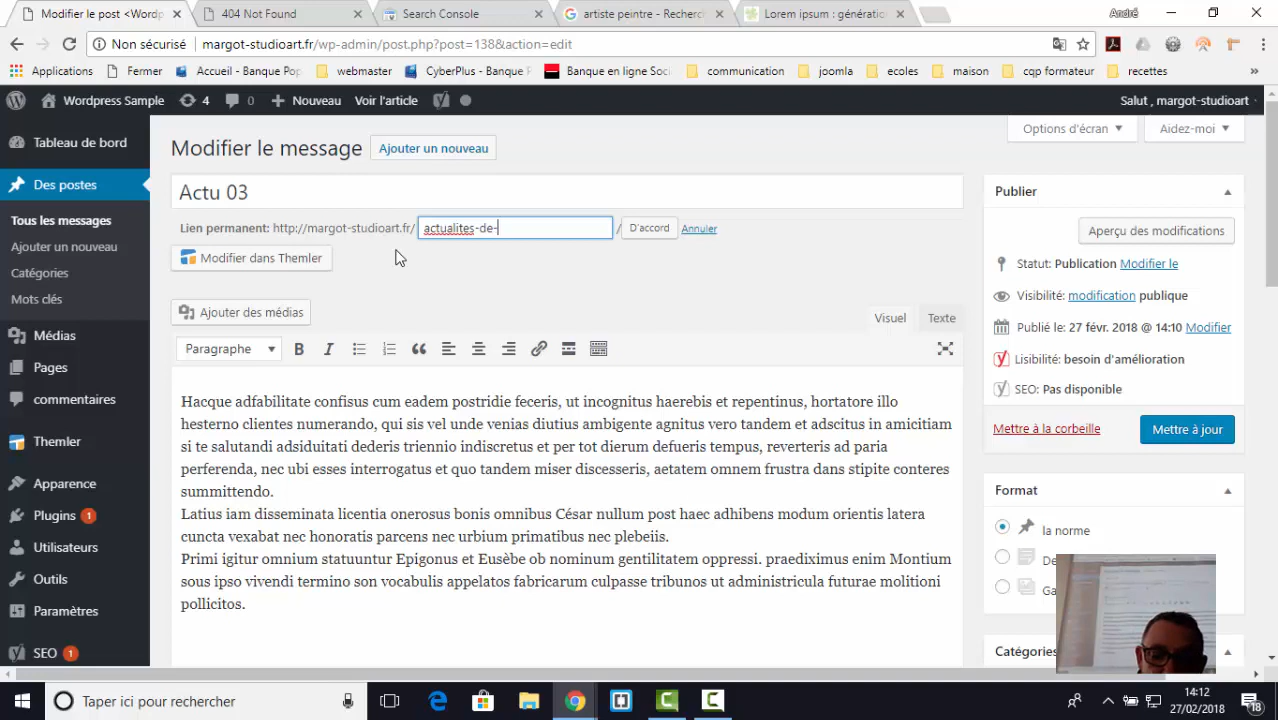 Modifier le post <Wordp
404 Not Found
Search Console
artiste peintre - Recherc
Lorem ipsum : génératio
André
Non sécurisé margot-studioart.fr/wp-admin/post.php?post=138&action=edit
Applications Fermer Accueil - Banque Pop webmaster CyberPlus - Banque P Banque en ligne Soci communication joomla ecoles maison cqp formateur recettes »
Wordpress Sample 4 0 Nouveau Voir l'article Salut , margot-studioart
Options d'écran Aidez-moi
Tableau de bord
Des postes
Tous les messages
Ajouter un nouveau
Catégories
Mots clés
Médias
Pages
commentaires
Themler
Apparence
Plugins 1
Utilisateurs
Outils
Paramètres
SEO 1
Modifier le message Ajouter un nouveau
Actu 03
Lien permanent: http://margot-studioart.fr/ actualites-de- / D'accord Annuler
Modifier dans Themler
Ajouter des médias
Visuel Texte
Paragraphe B I
Hacque adfabilitate confisus cum eadem postridie feceris, ut incognitus haerebis et repentinus, hortatore illo
hesterno clientes numerando, qui sis vel unde venias diutius ambigente agnitus vero tandem et adscitus in amicitiam
si te salutandi adsiduitati dederis triennio indiscretus et per tot dierum defueris tempus, reverteris ad paria
perferenda, nec ubi esses interrogatus et quo tandem miser discesseris, aetatem omnem frustra dans stipite conteres
summittendo.
Latius iam disseminata licentia onerosus bonis omnibus César nullum post haec adhibens modum orientis latera
cuncta vexabat nec honoratis parcens nec urbium primatibus nec plebeiis.
Primi igitur omnium statuuntur Epigonus et Eusèbe ob nominum gentilitatem oppressi. praediximus enim Montium
sous ipso vivendi termino son vocabulis appelatos fabricarum culpasse tribunos ut administricula futurae molitioni
pollicitos.
Publier
Aperçu des modifications
Statut: Publication Modifier le
Visibilité: modification publique
Publié le: 27 févr. 2018 @ 14:10 Modifier
Lisibilité: besoin d'amélioration
SEO: Pas disponible
Mettre à la corbeille Mettre à jour
Format
la norme
De
Ga
Catégories
Taper ici pour rechercher
14:12
27/02/2018
18